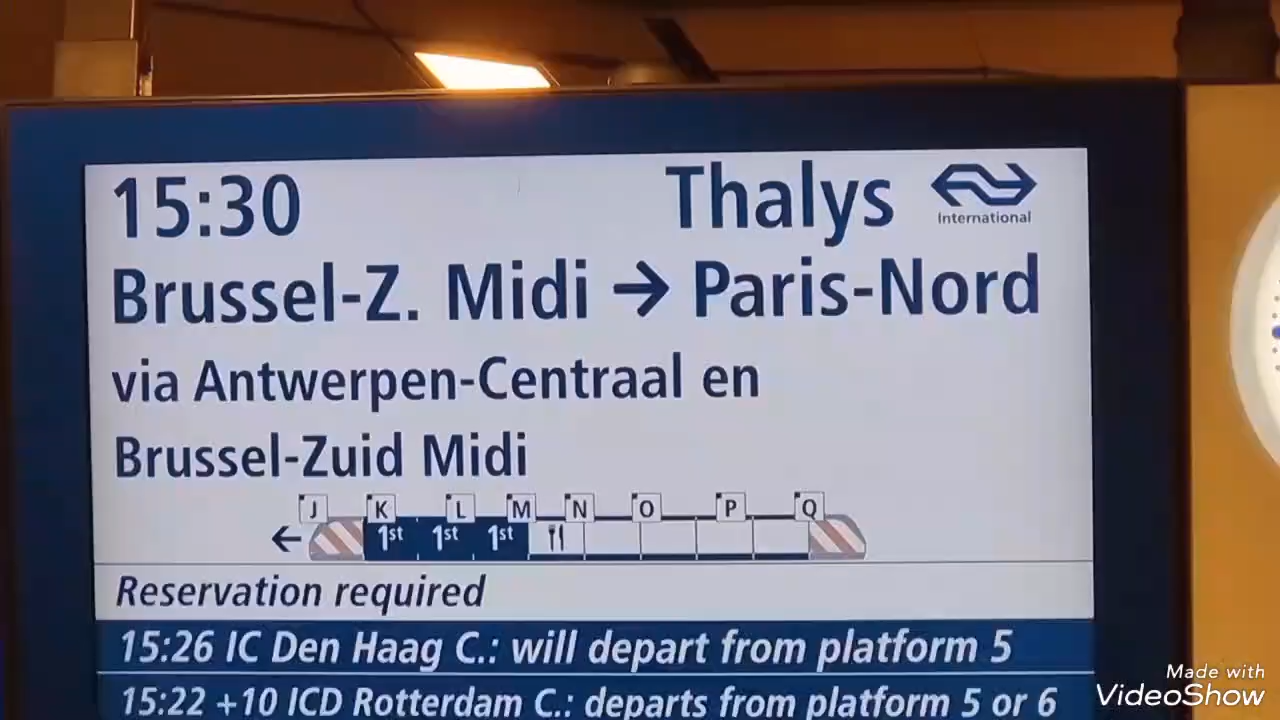 15:30 Thalys
International
Brussel-Z. Midi → Paris-Nord
via Antwerpen-Centraal en
Brussel-Zuid Midi
J K L M N O P Q
← 1st 1st 1st
Reservation required
15:26 IC Den Haag C.: will depart from platform 5
15:22 +10 ICD Rotterdam C.: departs from platform 5 or 6
Made with
VideoShow